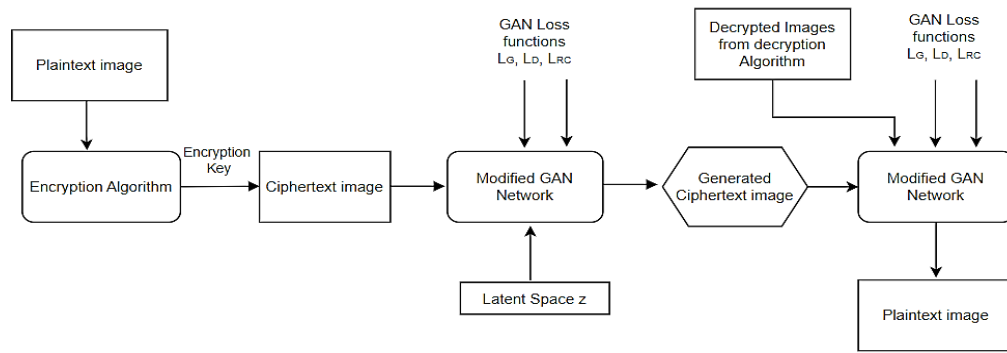 Plaintext image
Encryption Algorithm
Encryption
Key
Ciphertext image
GAN Loss
functions
LG, LD, LRC
Modified GAN
Network
Latent Space z
Generated
Ciphertext image
Decrypted Images
from decryption
Algorithm
GAN Loss
functions
LG, LD, LRC
Modified GAN
Network
Plaintext image